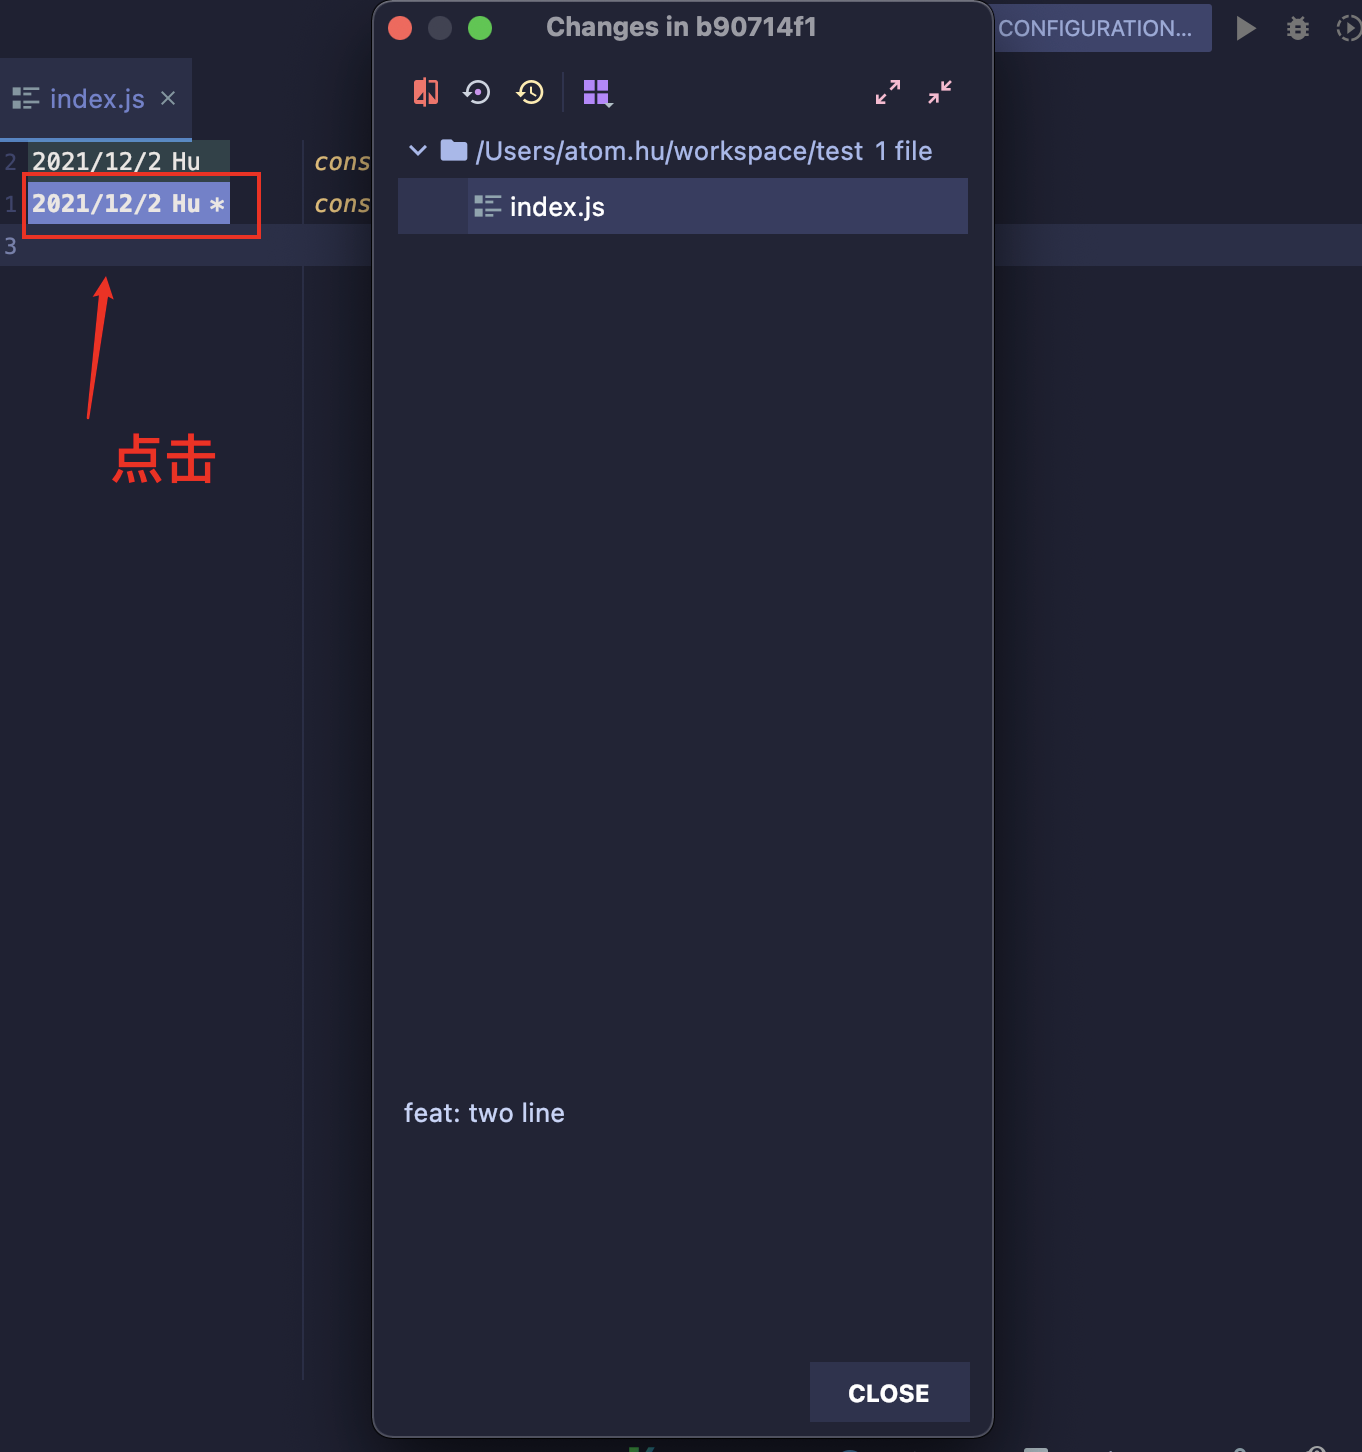 Changes in b90714f1
CONFIGURATION...
index.js
/Users/atom.hu/workspace/test 1 file
index.js
2 2021/12/2 Hu cons
1 2021/12/2 Hu * cons
3
点击
feat: two line
CLOSE